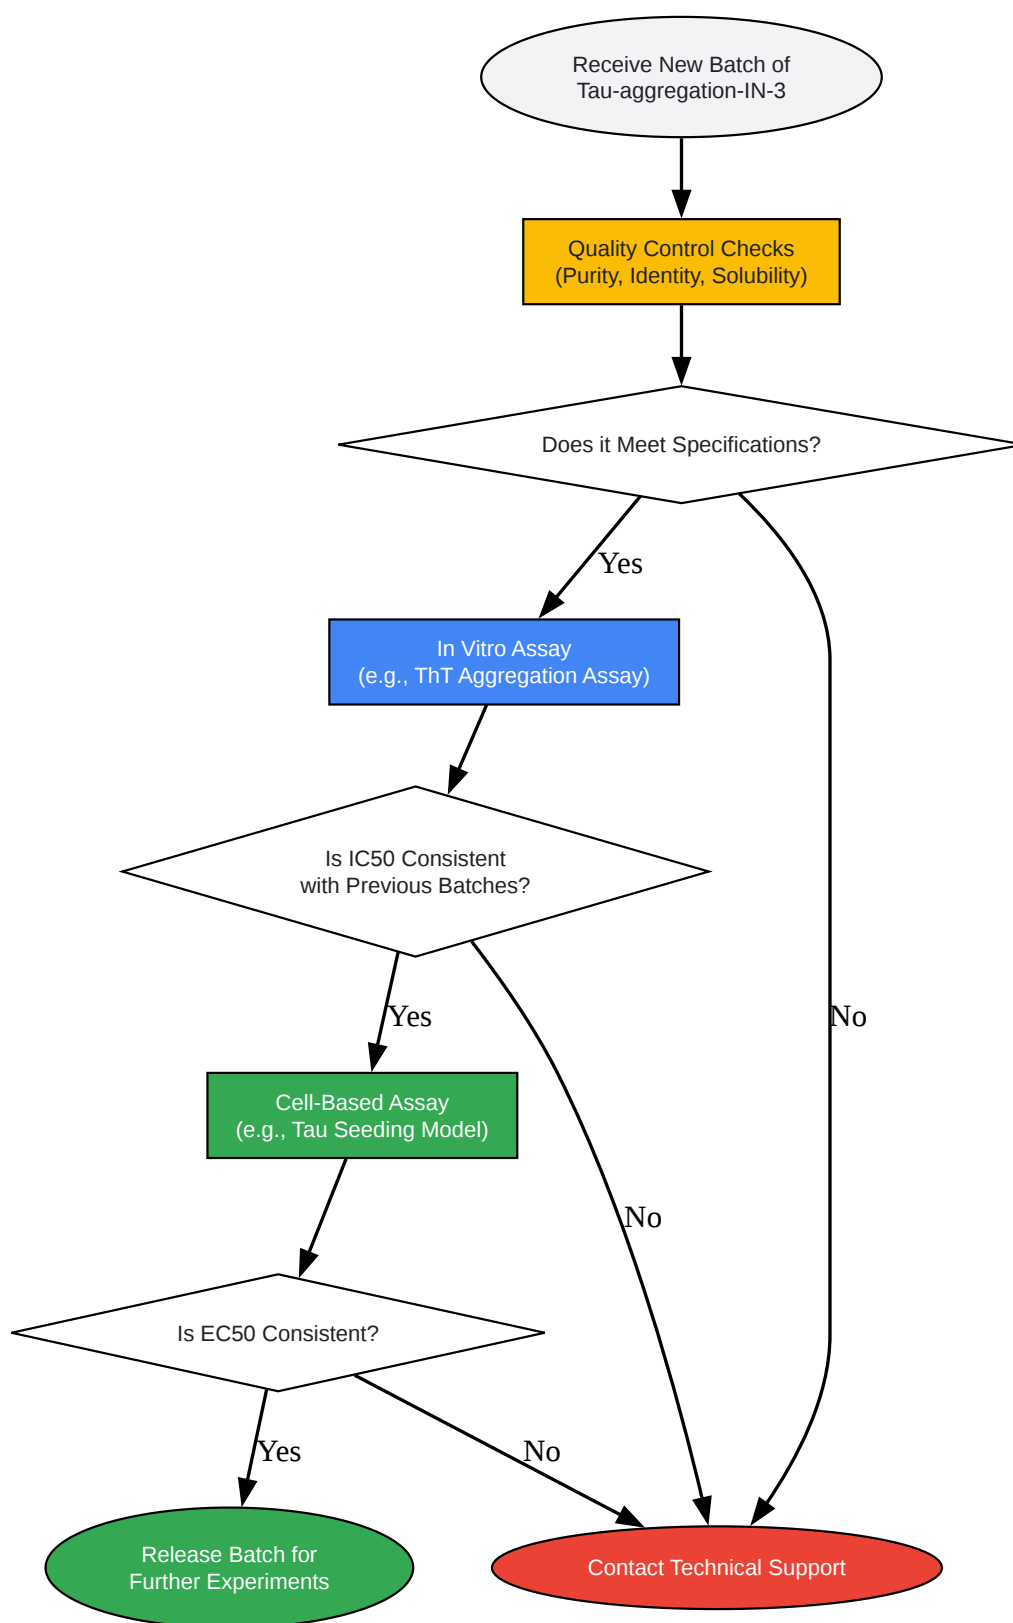 Receive New Batch of
Tau-aggregation-IN-3
Quality Control Checks
(Purity, Identity, Solubility)
Does it Meet Specifications?
Yes
In Vitro Assay
(e.g., ThT Aggregation Assay)
Is IC50 Consistent
with Previous Batches?
Yes
No
Cell-Based Assay
(e.g., Tau Seeding Model)
No
Is EC50 Consistent?
Yes
No
Release Batch for
Further Experiments
Contact Technical Support